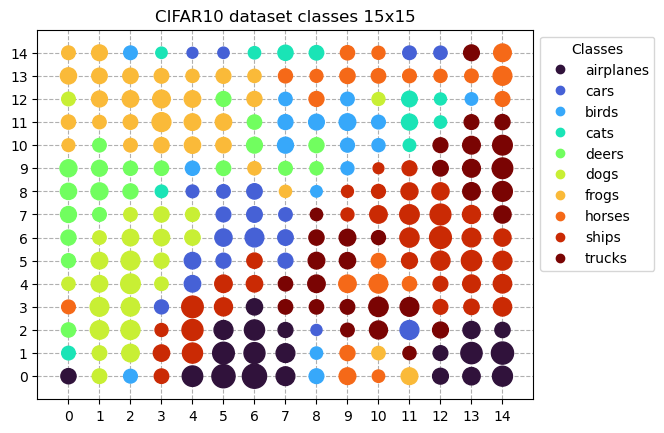 CIFAR10 dataset classes 15x15
14
13
12
11
10
9
8
7
6
5
4
3
2
1
0
0 1 2 3 4 5 6 7 8 9 10 11 12 13 14
Classes
airplanes
cars
birds
cats
deers
dogs
frogs
horses
ships
trucks